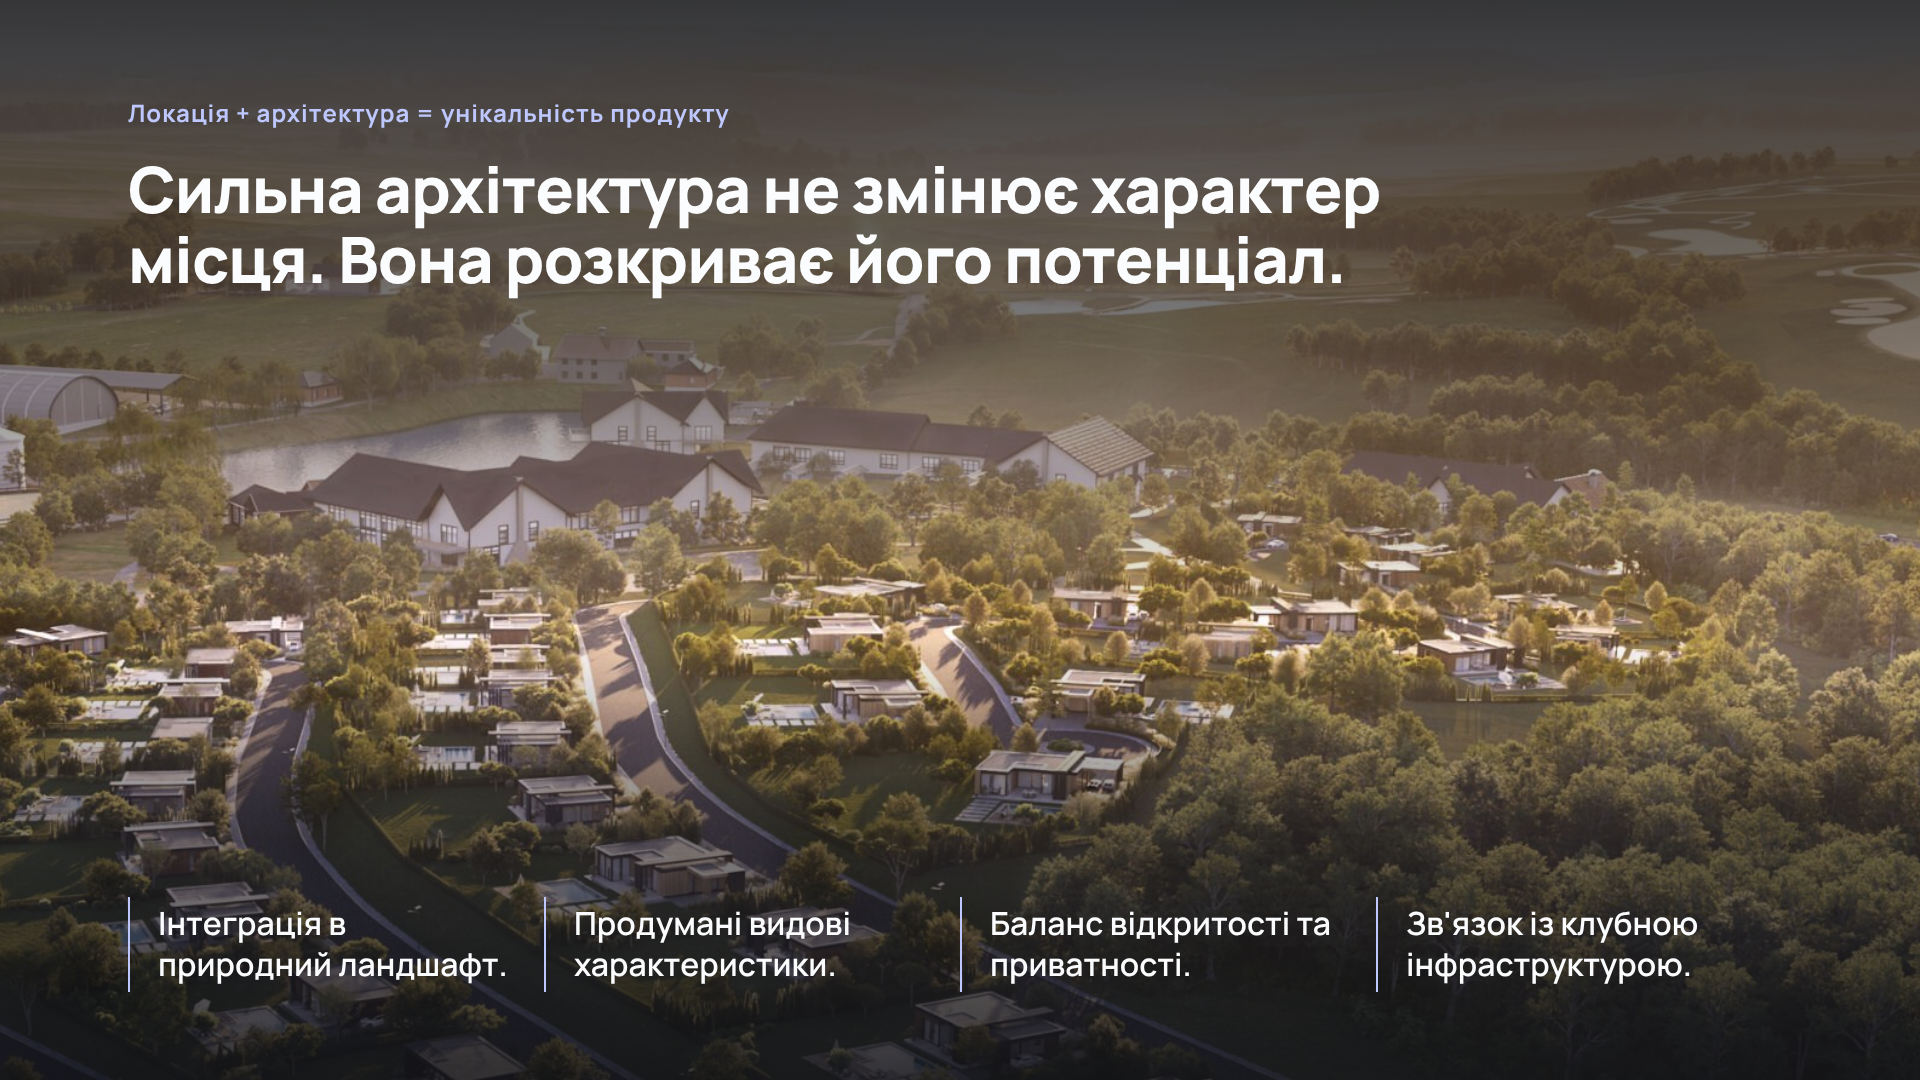 Локація + архітектура = унікальність продукту
Сильна архітектура не змінює характер
місця. Вона розкриває його потенціал.
Інтеграція в
природний ландшафт.
Продумані видові
характеристики.
Баланс відкритості та
приватності.
Зв'язок із клубною
інфраструктурою.